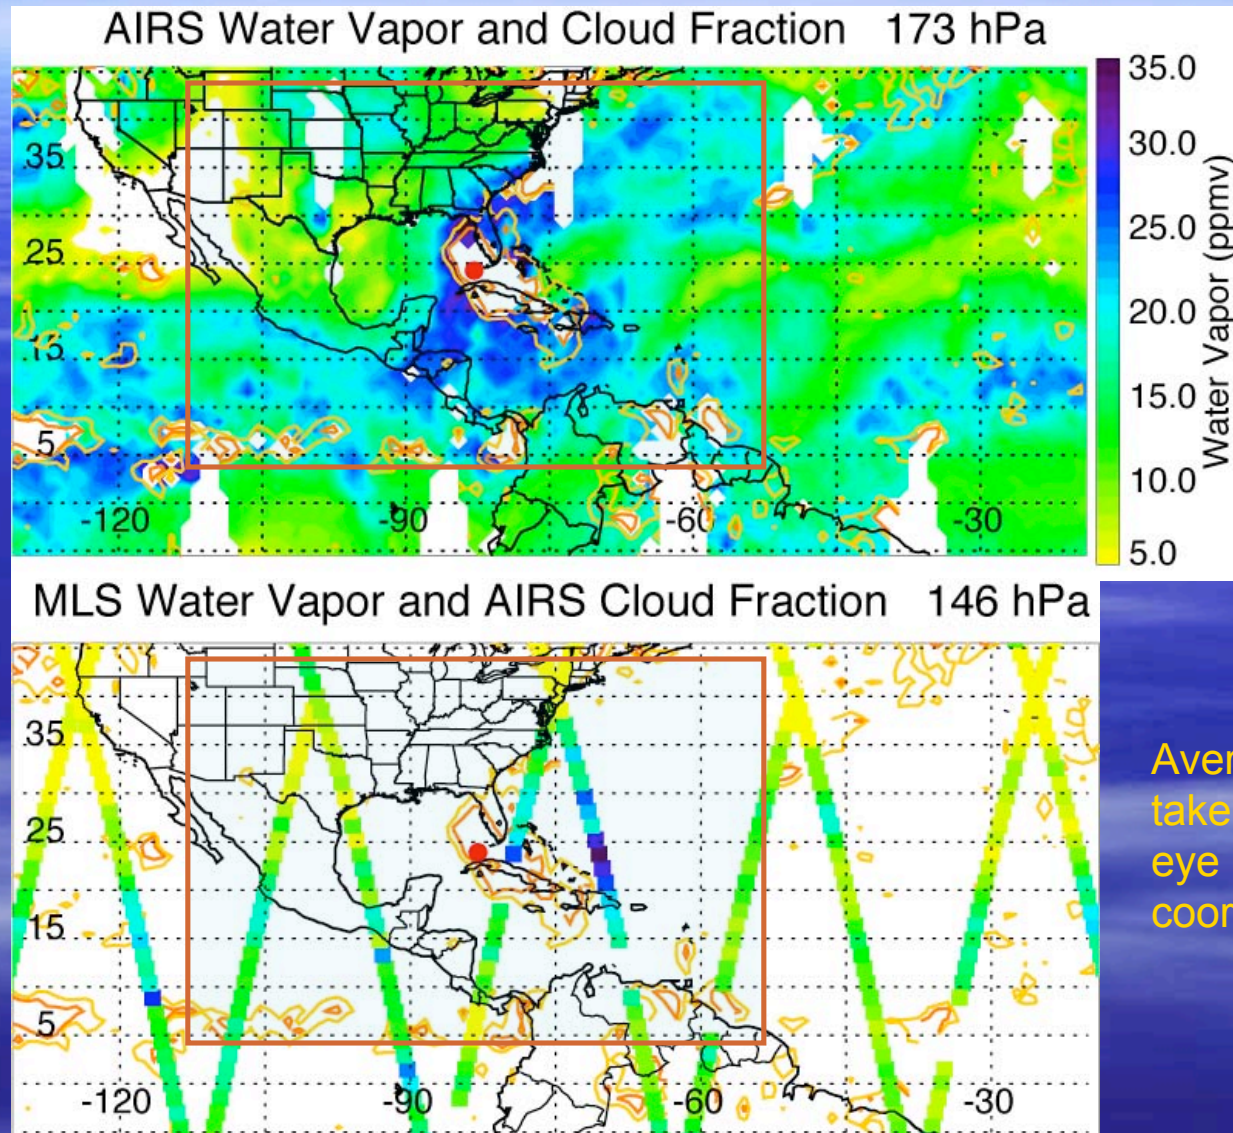 AIRS Water Vapor and Cloud Fraction 173 hPa
35
25
15
5
-120 -90 -60 -30
35.0
30.0
25.0
20.0
15.0
10.0
5.0
Water Vapor (ppmv)
MLS Water Vapor and AIRS Cloud Fraction 146 hPa
35
25
15
5
-120 -90 -60 -30
Aver
take
eye
coor